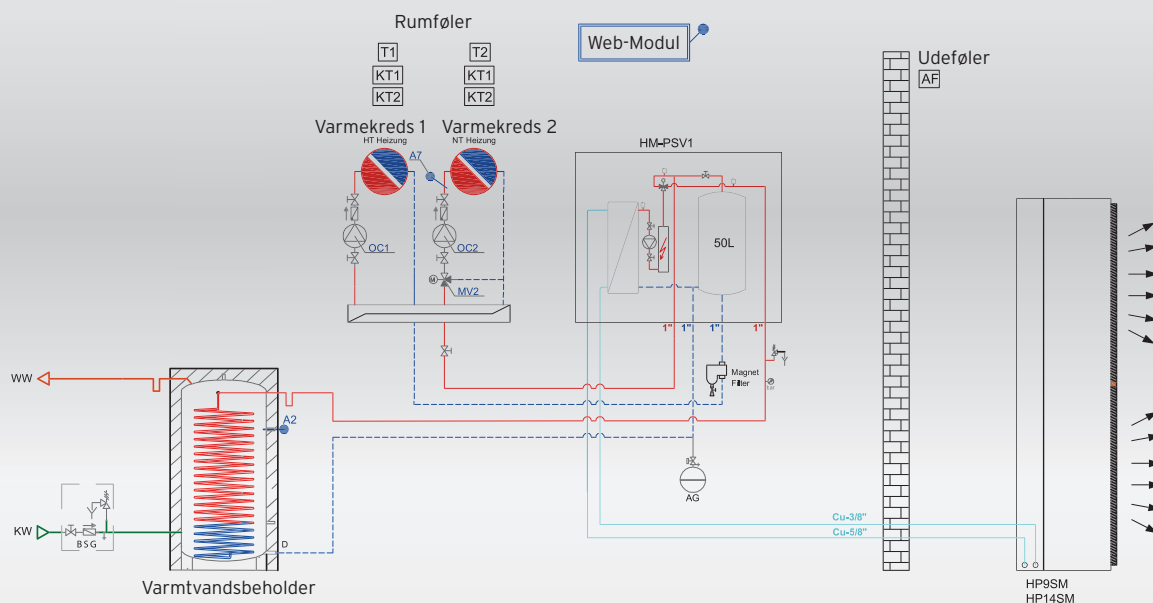 Rumføler
T1
T2
KT1
KT1
KT2
KT2
Web-Modul
Udeføler
AF
Varmekreds 1
Varmekreds 2
HT Heizung
NT Heizung
A7
HM-PSV1
OC1
OC2
50L
MV2
1"
1"
1"
1"
Magnet
Filter
WW
A2
AG
KW
BSG
D
Cu-3/8"
Cu-5/8"
Varmtvandsbeholder
HP9SM
HP14SM